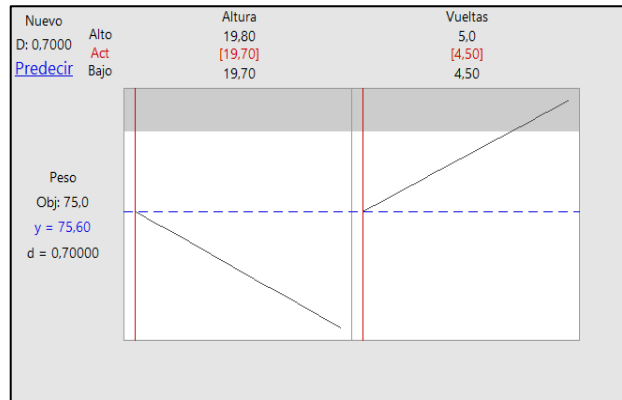 Nuevo
D: 0,7000
Predecir
Alto
Act
Bajo
Altura
19,80
[19,70]
19,70
Vueltas
5,0
[4,50]
4,50
Peso
Obj: 75,0
y = 75,60
d = 0,70000